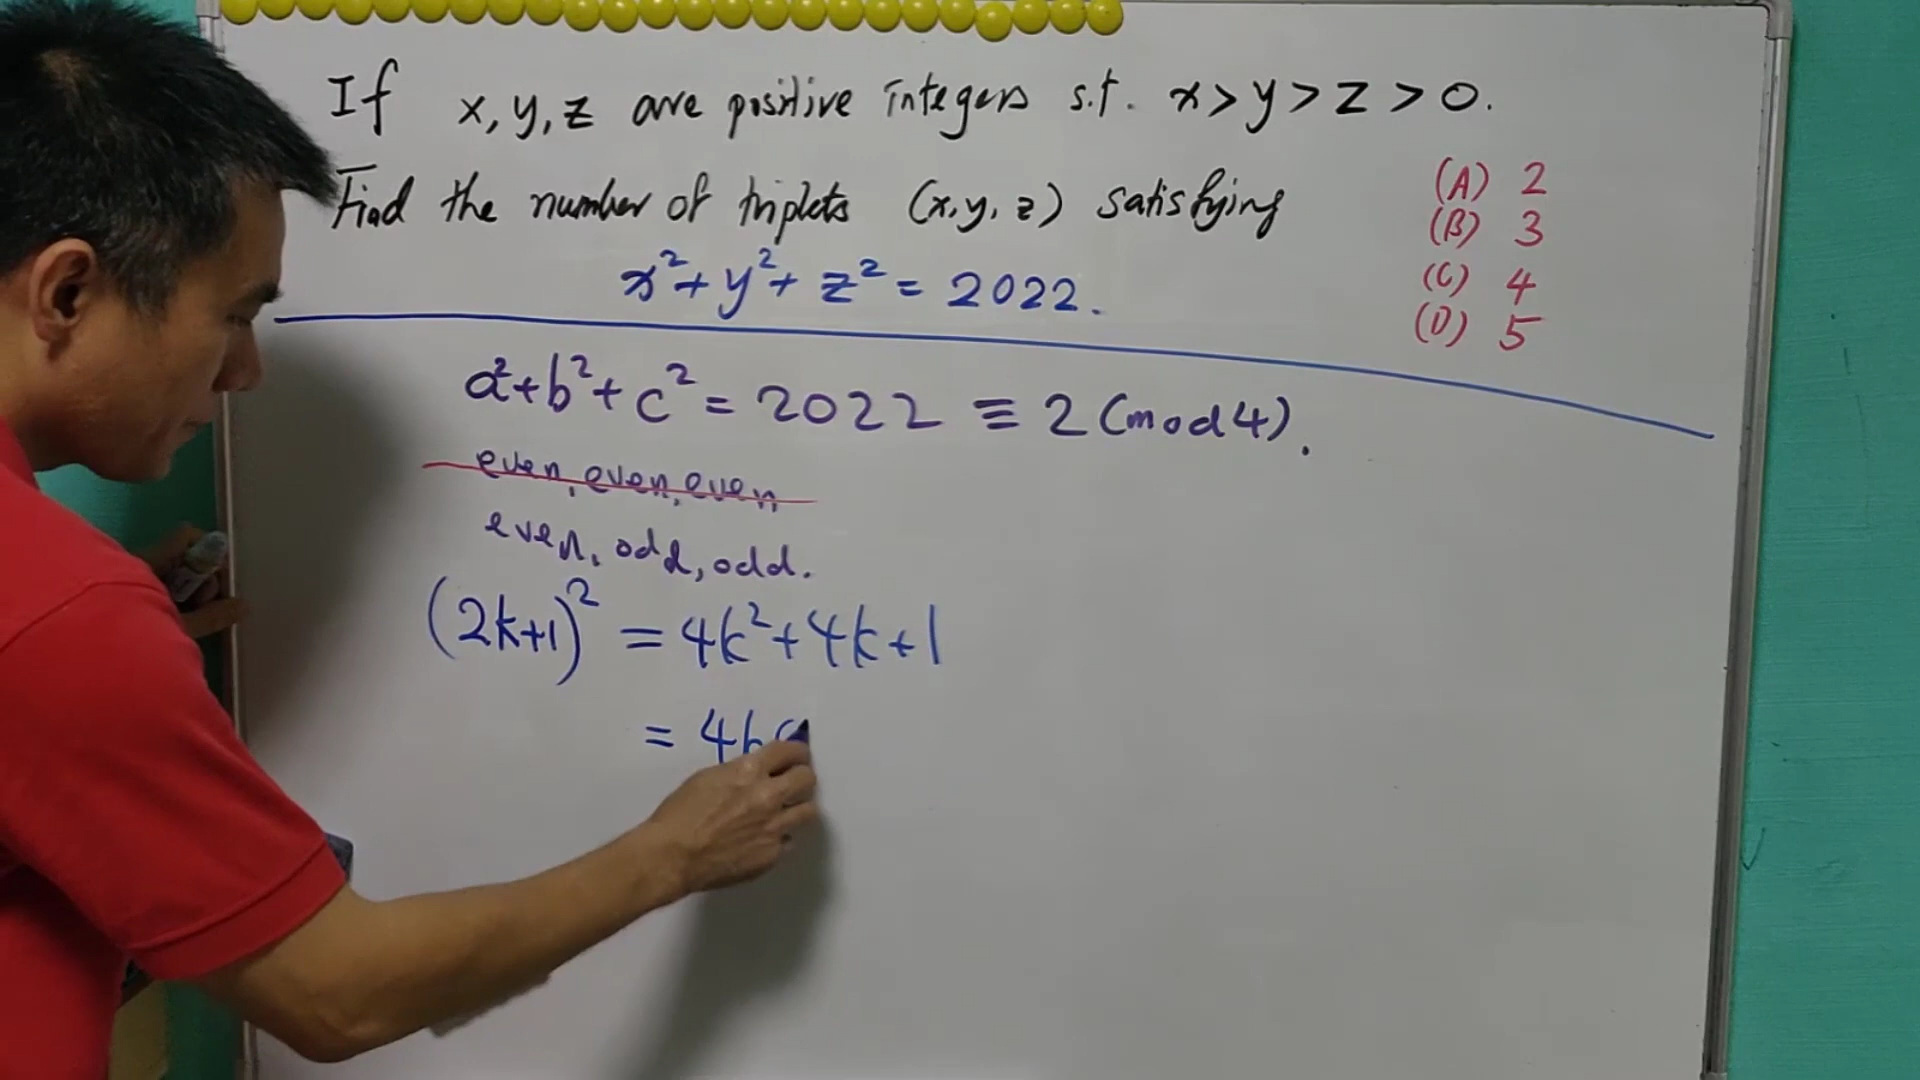 If x, y, z are positive integers s.t. x > y > z > 0.
Find the number of triplets (x, y, z) satisfying
x² + y² + z² = 2022.
(A) 2
(B) 3
(C) 4
(D) 5
a² + b² + c² = 2022 ≡ 2 (mod 4).
even, even, even
even, odd, odd.
(2k+1)² = 4k² + 4k + 1
= 4k(